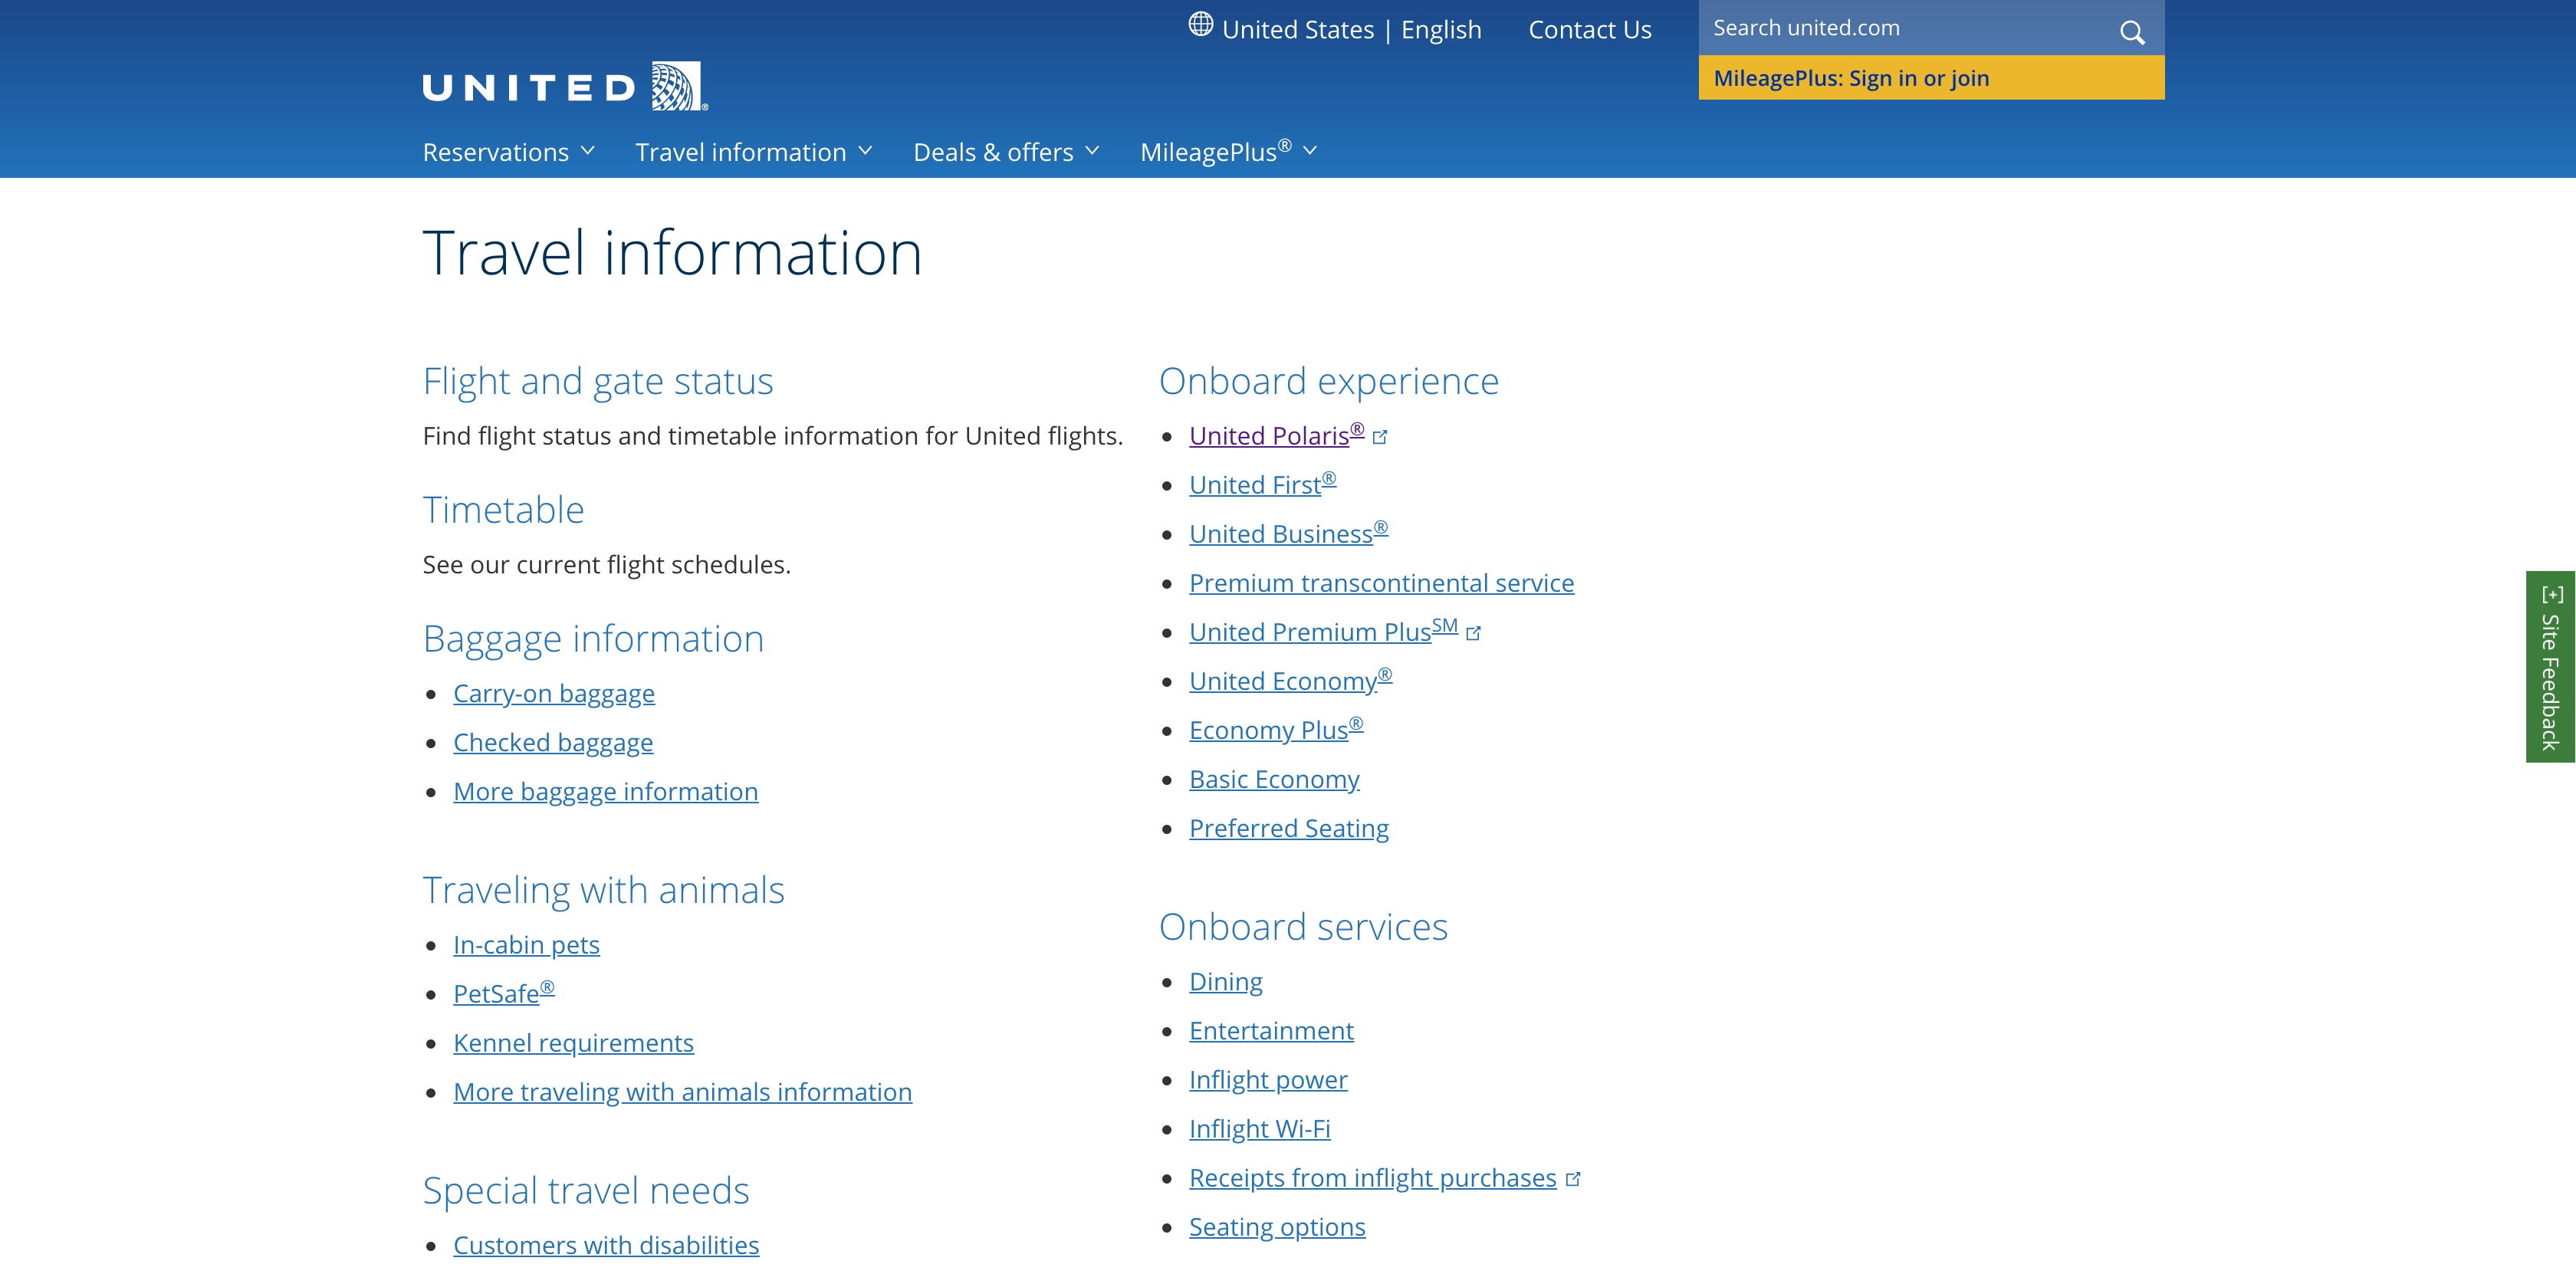 United States | English
Contact Us
Search united.com
MileagePlus: Sign in or join
UNITED ®
Reservations
Travel information
Deals & offers
MileagePlus®
Travel information
Flight and gate status
Find flight status and timetable information for United flights.
Timetable
See our current flight schedules.
Baggage information
Carry-on baggage
Checked baggage
More baggage information
Traveling with animals
In-cabin pets
PetSafe®
Kennel requirements
More traveling with animals information
Special travel needs
Customers with disabilities
Onboard experience
United Polaris®
United First®
United Business®
Premium transcontinental service
United Premium PlusSM
United Economy®
Economy Plus®
Basic Economy
Preferred Seating
Onboard services
Dining
Entertainment
Inflight power
Inflight Wi-Fi
Receipts from inflight purchases
Seating options
[+] Site Feedback